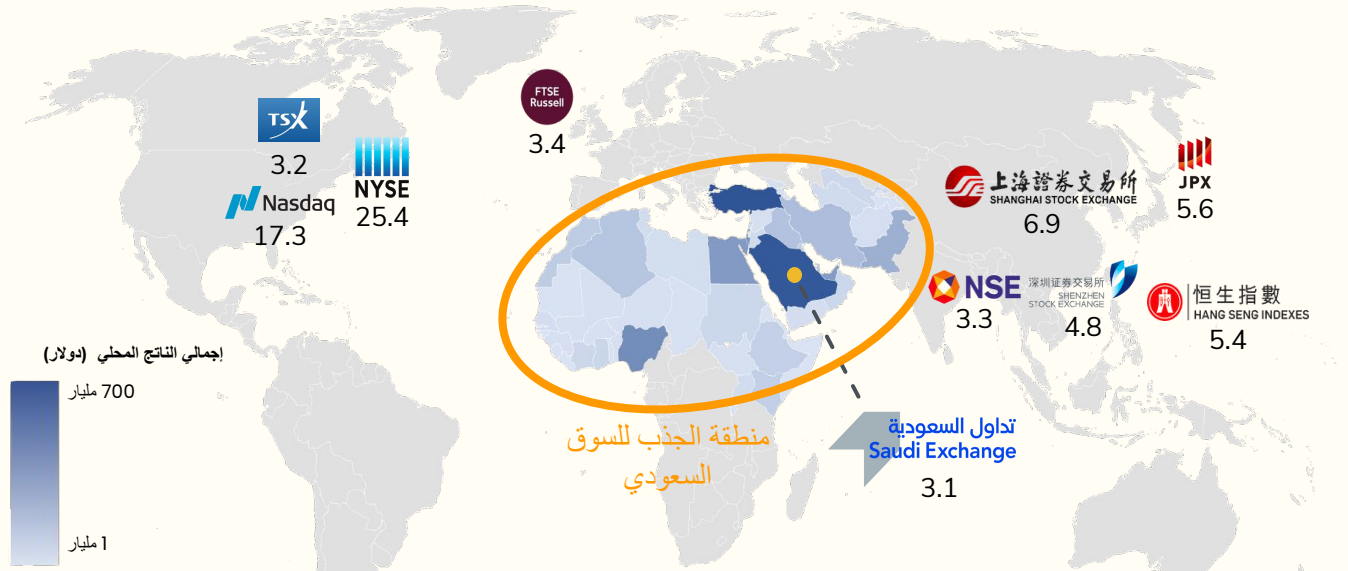 TSX
3.2
Nasdaq
17.3
NYSE
25.4
FTSE
Russell
3.4
上海證券交易所
SHANGHAI STOCK EXCHANGE
6.9
JPX
5.6
NSE
3.3
深圳证券交易所
SHENZHEN
STOCK EXCHANGE
4.8
恒生指數
HANG SENG INDEXES
5.4
إجمالي الناتج المحلي (دولار)
700 مليار
1 مليار
منطقة الجذب للسوق
السعودي
تداول السعودية
Saudi Exchange
3.1